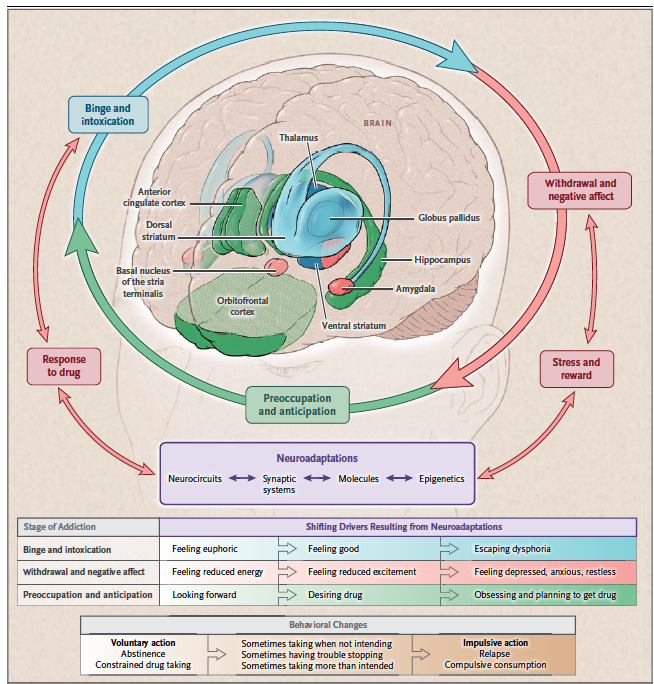 BRAIN
Binge and
intoxication
Thalamus
Withdrawal and
negative affect
Anterior
cingulate cortex
Globus pallidus
Dorsal
striatum
Hippocampus
Basal nucleus
of the stria
terminalis
Amygdala
Orbitofrontal
cortex
Ventral striatum
Response
to drug
Stress and
reward
Preoccupation
and anticipation
Neuroadaptations
Neurocircuits Synaptic systems Molecules Epigenetics
Stage of Addiction Shifting Drivers Resulting from Neuroadaptations
Binge and intoxication Feeling euphoric Feeling good Escaping dysphoria
Withdrawal and negative affect Feeling reduced energy Feeling reduced excitement Feeling depressed, anxious, restless
Preoccupation and anticipation Looking forward Desiring drug Obsessing and planning to get drug
Behavioral Changes
Voluntary action Sometimes taking when not intending Impulsive action
Abstinence Sometimes having trouble stopping Relapse
Constrained drug taking Sometimes taking more than intended Compulsive consumption